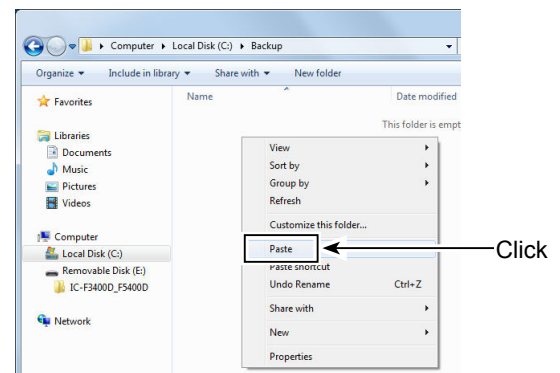 Computer Local Disk (C:) Backup
Organize Include in library Share with New folder
Name Date modified
This folder is empt
Favorites
Libraries
Documents
Music
Pictures
Videos
Computer
Local Disk (C:)
Removable Disk (E:)
IC-F3400D_F5400D
Network
View
Sort by
Group by
Refresh
Customize this folder...
Paste
Paste shortcut
Undo Rename Ctrl+Z
Share with
New
Properties
Click